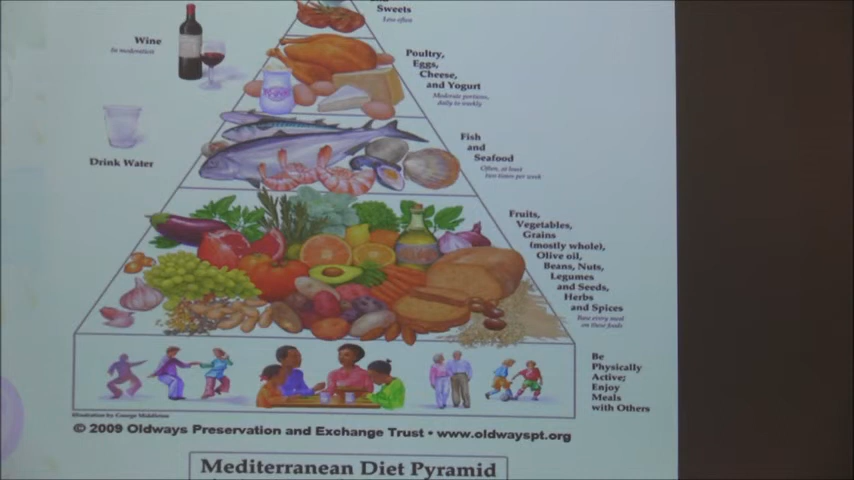 Sweets
Less often
Wine
In moderation
Poultry,
Eggs,
Cheese,
and Yogurt
Moderate portions,
daily to weekly
Drink Water
Fish
and
Seafood
Often, at least
two times per week
Fruits,
Vegetables,
Grains
(mostly whole),
Olive oil,
Beans, Nuts,
Legumes
and Seeds,
Herbs
and Spices
Base every meal
on these foods
Be
Physically
Active;
Enjoy
Meals
with Others
Illustration by George Middleton
© 2009 Oldways Preservation and Exchange Trust • www.oldwayspt.org
Mediterranean Diet Pyramid